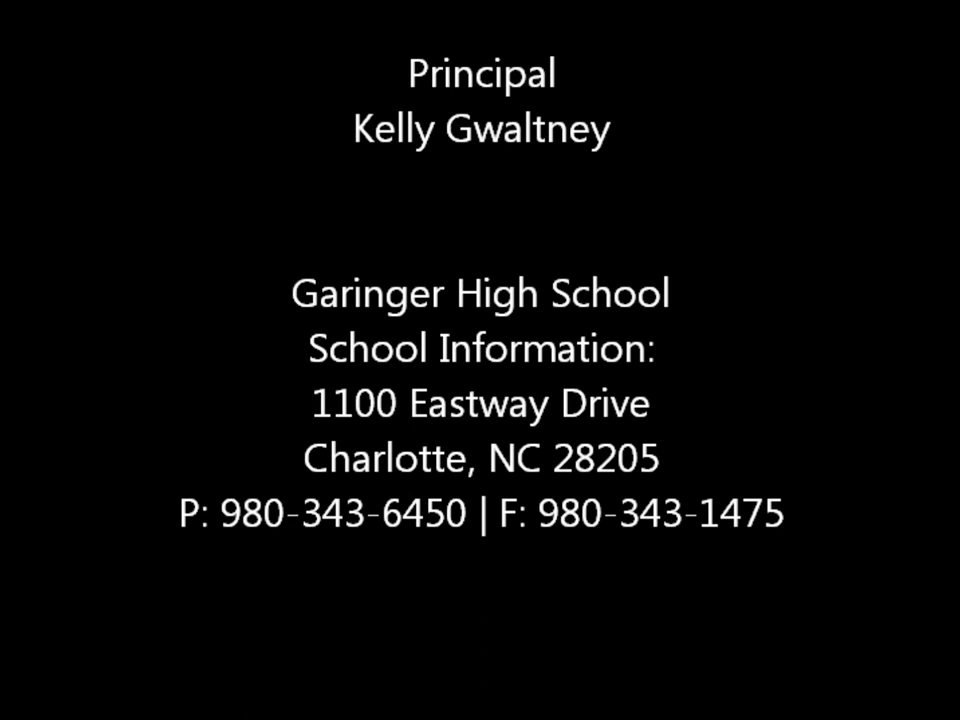 Principal
Kelly Gwaltney
Garinger High School
School Information:
1100 Eastway Drive
Charlotte, NC 28205
P: 980-343-6450 | F: 980-343-1475